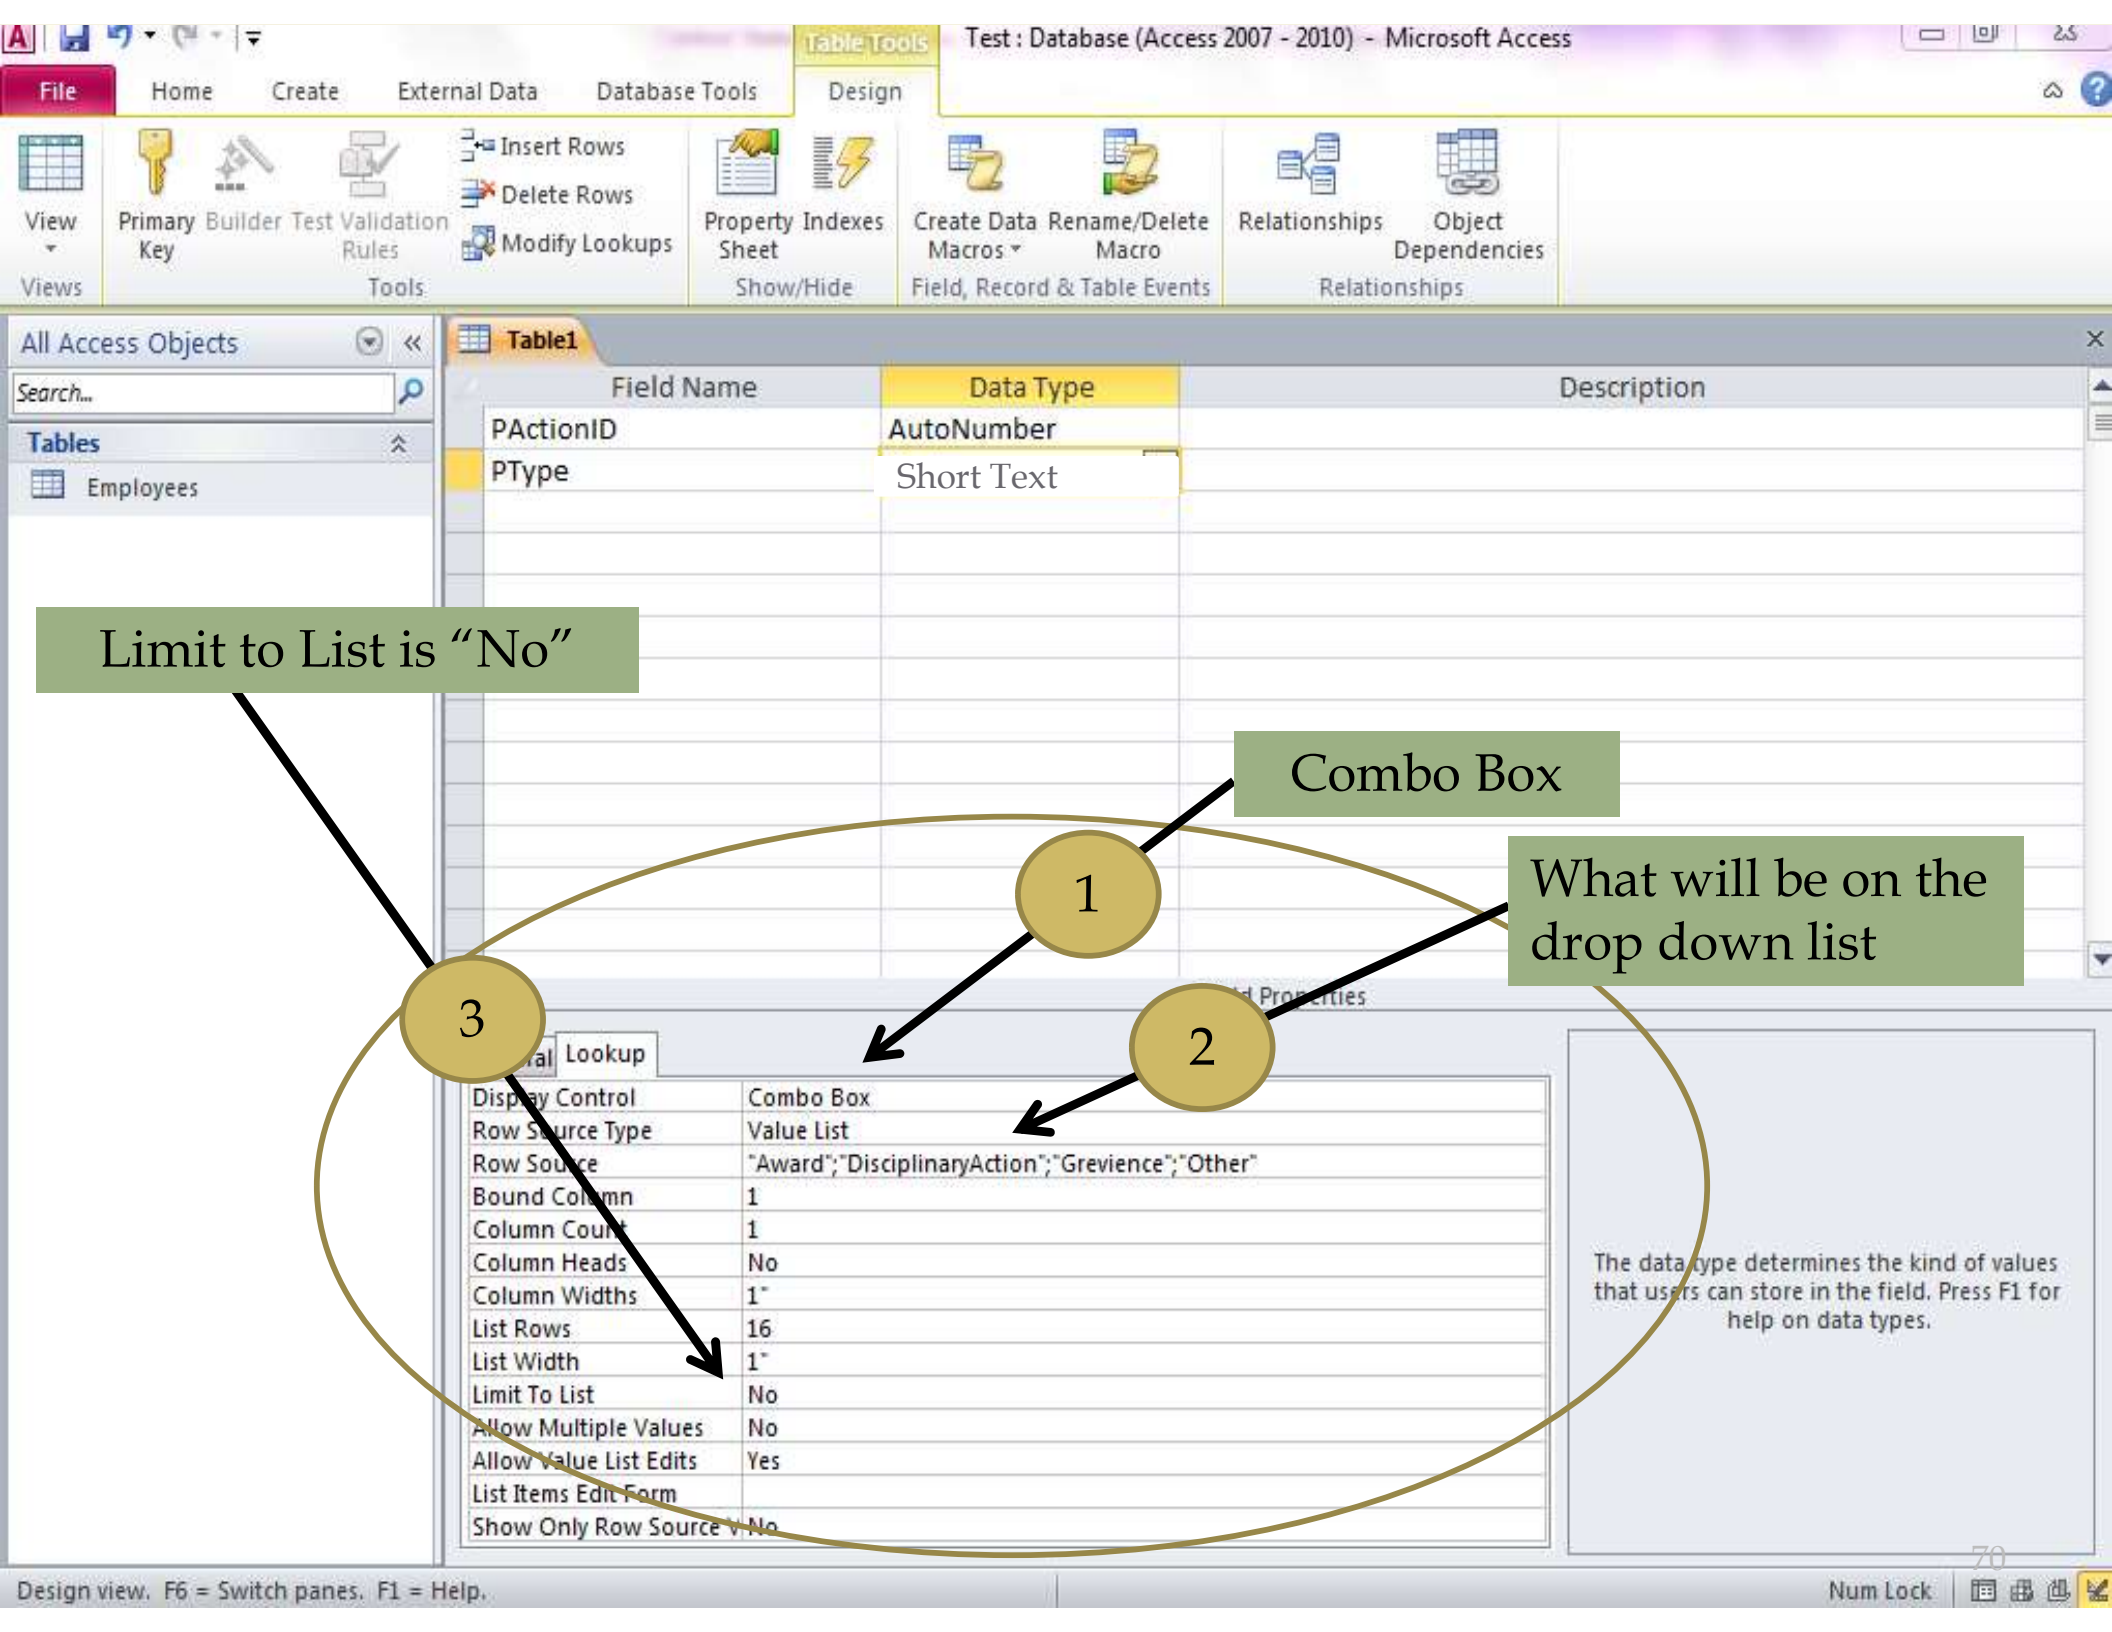 Table Tools
Test : Database (Access 2007 - 2010) - Microsoft Access
File Home Create External Data Database Tools Design
View
Primary Key
Builder
Test Validation Rules
Insert Rows
Delete Rows
Modify Lookups
Property Sheet
Indexes
Create Data Macros
Rename/Delete Macro
Relationships
Object Dependencies
Views Tools Show/Hide Field, Record & Table Events Relationships
All Access Objects
Search...
Tables
Employees
Table1
Field Name Data Type Description
PActionID AutoNumber
PType Short Text
Limit to List is “No”
Combo Box
What will be on the
drop down list
1
2
3
Properties
Lookup
Display Control Combo Box
Row Source Type Value List
Row Source "Award";"DisciplinaryAction";"Grevience";"Other"
Bound Column 1
Column Count 1
Column Heads No
Column Widths 1"
List Rows 16
List Width 1"
Limit To List No
Allow Multiple Values No
Allow Value List Edits Yes
List Items Edit Form
Show Only Row Source V No
The data type determines the kind of values
that users can store in the field. Press F1 for
help on data types.
70
Design view. F6 = Switch panes. F1 = Help.
Num Lock